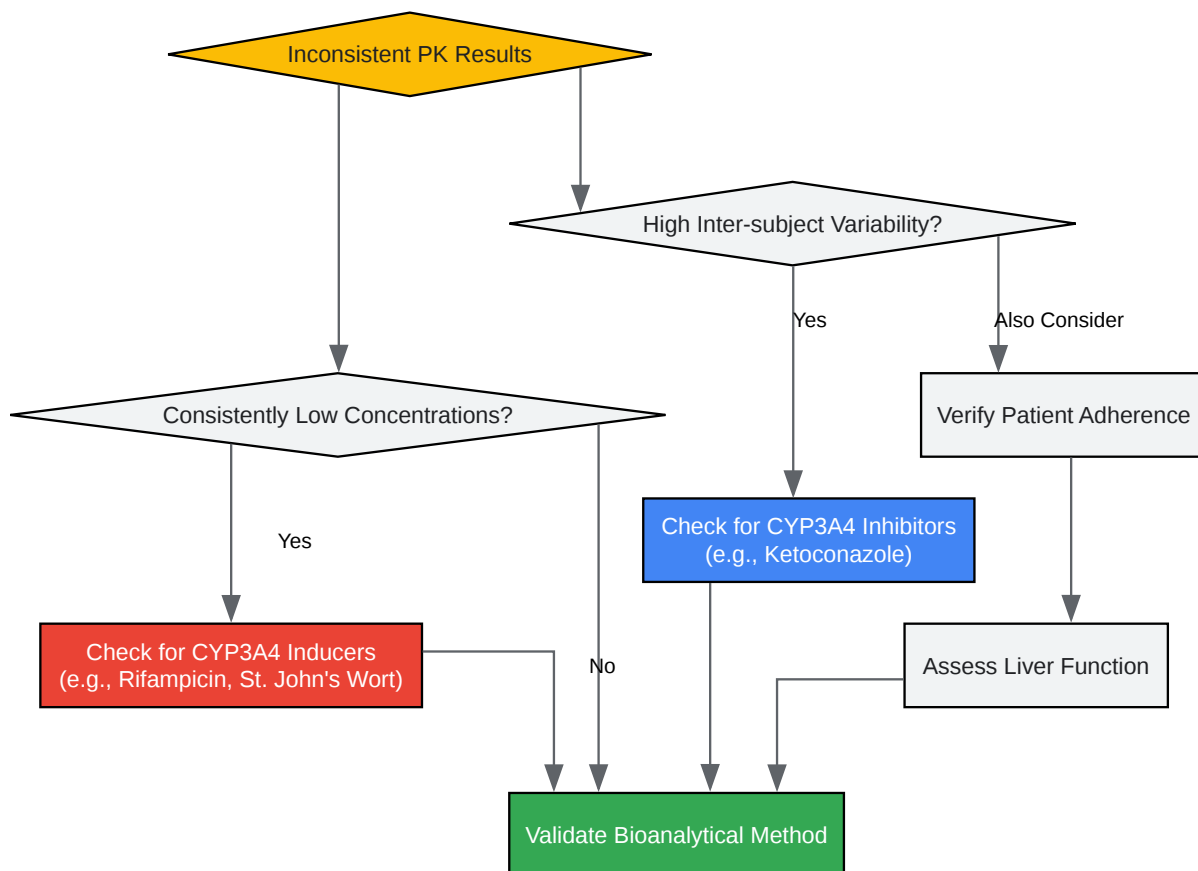 Inconsistent PK Results
High Inter-subject Variability?
Yes
Also Consider
Consistently Low Concentrations?
Verify Patient Adherence
Check for CYP3A4 Inhibitors
(e.g., Ketoconazole)
Yes
Check for CYP3A4 Inducers
(e.g., Rifampicin, St. John's Wort)
No
Assess Liver Function
Validate Bioanalytical Method